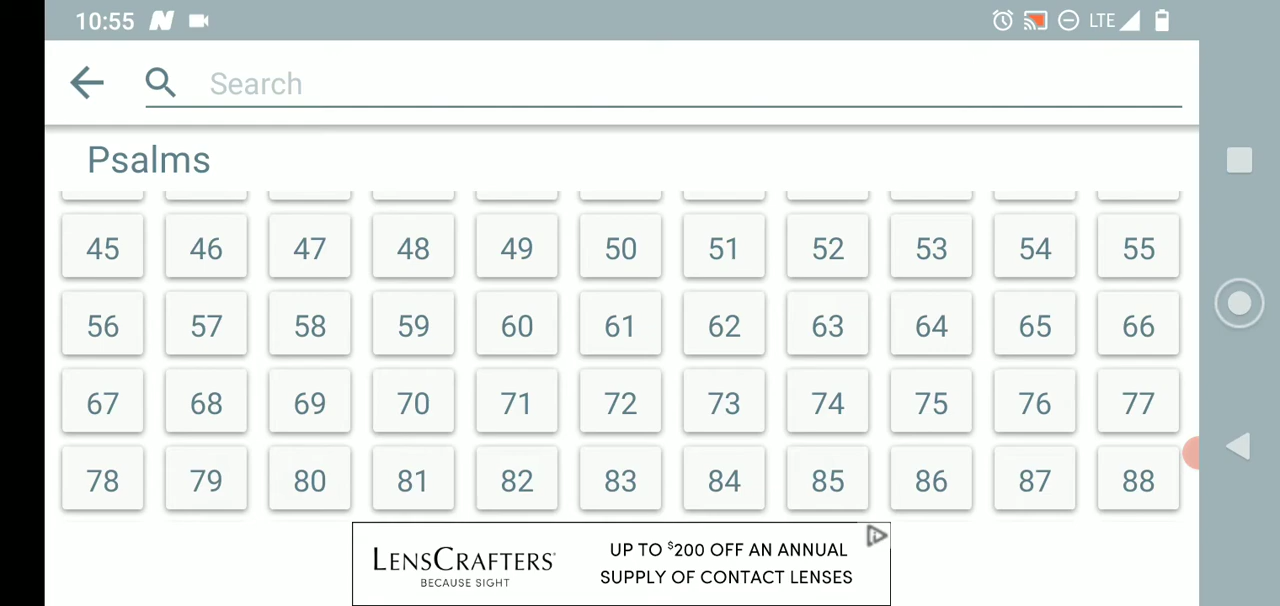 10:55 LTE
Search
Psalms
45 46 47 48 49 50 51 52 53 54 55
56 57 58 59 60 61 62 63 64 65 66
67 68 69 70 71 72 73 74 75 76 77
78 79 80 81 82 83 84 85 86 87 88
LENSCRAFTERS
BECAUSE SIGHT
UP TO $200 OFF AN ANNUAL
SUPPLY OF CONTACT LENSES